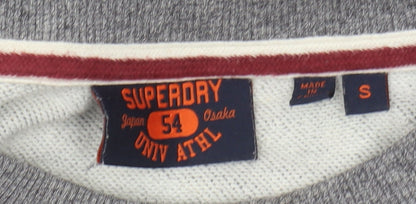 SUPERDRY
Japan 54 Osaka
UNIV ATHL
MADE IN
S